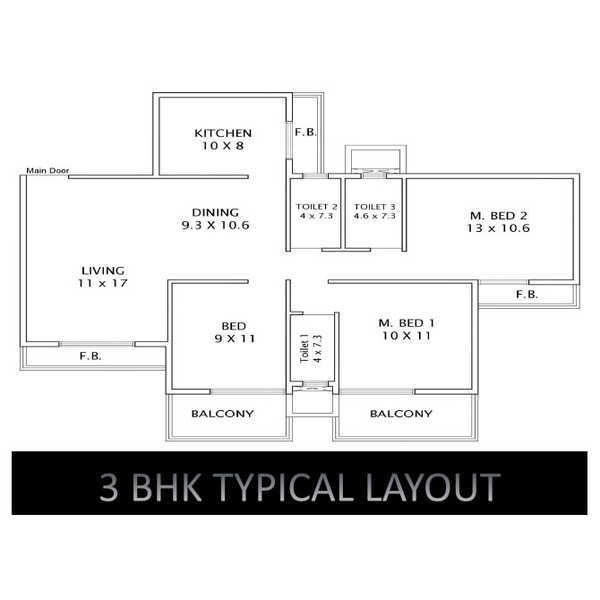 KITCHEN
10 X 8
F.B.
Main Door
TOILET 2
4 x 7.3
TOILET 3
4.6 x 7.3
DINING
9.3 X 10.6
M. BED 2
13 x 10.6
LIVING
11 x 17
F.B.
BED
9 X 11
Toilet 1
4 x 7.3
M. BED 1
10 X 11
F.B.
BALCONY
BALCONY
3 BHK TYPICAL LAYOUT